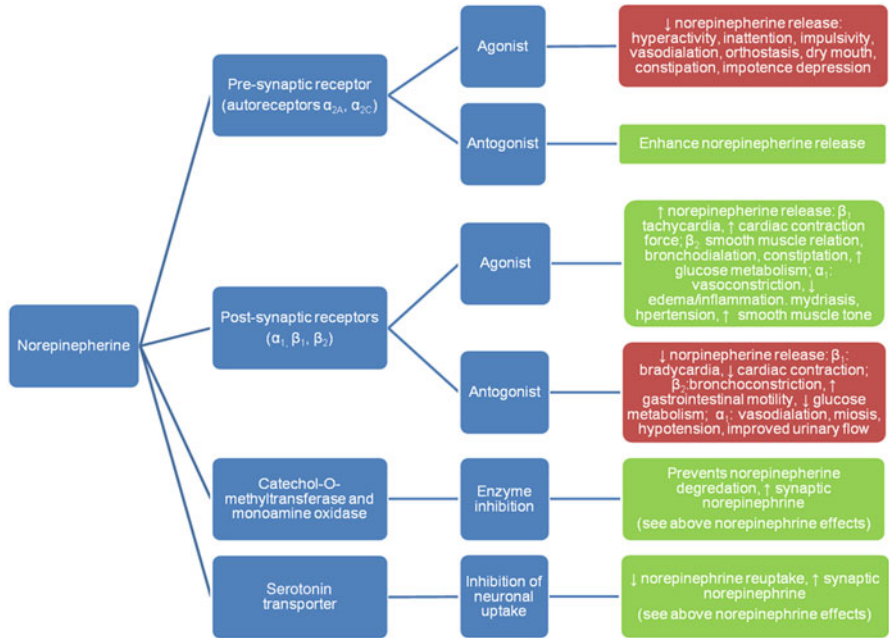 Norepinepherine
Pre-synaptic receptor
(autoreceptors α2A, α2C)
Agonist
↓ norepinepherine release:
hyperactivity, inattention, impulsivity,
vasodialation, orthostasis, dry mouth,
constipation, impotence depression
Antogonist
Enhance norepinepherine release
Post-synaptic receptors
(α1, β1, β2)
Agonist
↑ norepinepherine release: β1
tachycardia, ↑ cardiac contraction
force; β2: smooth muscle relation,
bronchodialation, constiptation, ↑
glucose metabolism; α1:
vasoconstriction, ↓
edema/inflammation. mydriasis,
hpertension, ↑ smooth muscle tone
Antogonist
↓ norpinepherine release: β1:
bradycardia, ↓ cardiac contraction;
β2:bronchoconstriction, ↑
gastrointestinal motility, ↓ glucose
metabolism; α1: vasodialation, miosis,
hypotension, improved urinary flow
Catechol-O-
methyltransferase and
monoamine oxidase
Enzyme
inhibition
Prevents norepinepherine
degredation, ↑ synaptic
norepinephrine
(see above norepinephrine effects)
Serotonin
transporter
Inhibition of
neuronal
uptake
↓ norepinephrine reuptake, ↑ synaptic
norepinephrine
(see above norepinephrine effects)